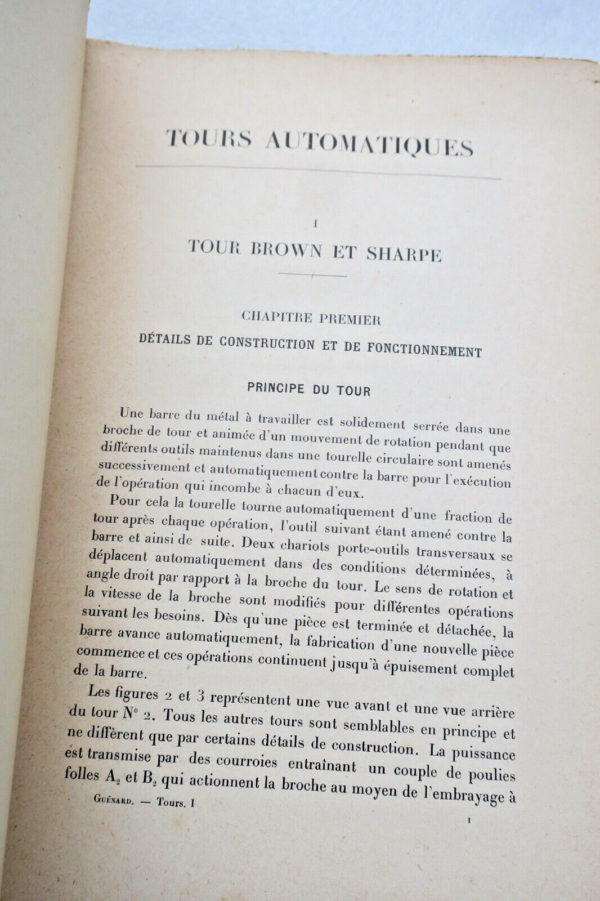 TOURS AUTOMATIQUES
I
TOUR BROWN ET SHARPE
CHAPITRE PREMIER
DÉTAILS DE CONSTRUCTION ET DE FONCTIONNEMENT
PRINCIPE DU TOUR
Une barre du métal à travailler est solidement serrée dans une
broche de tour et animée d'un mouvement de rotation pendant que
différents outils maintenus dans une tourelle circulaire sont amenés
successivement et automatiquement contre la barre pour l'exécution
de l'opération qui incombe à chacun d'eux.
Pour cela la tourelle tourne automatiquement d'une fraction de
tour après chaque opération, l'outil suivant étant amené contre la
barre et ainsi de suite. Deux chariots porte-outils transversaux se
déplacent automatiquement dans des conditions déterminées, à
angle droit par rapport à la broche du tour. Le sens de rotation et
la vitesse de la broche sont modifiés pour différentes opérations
suivant les besoins. Dès qu'une pièce est terminée et détachée, la
barre avance automatiquement, la fabrication d'une nouvelle pièce
commence et ces opérations continuent jusqu'à épuisement complet
de la barre.
Les figures 2 et 3 représentent une vue avant et une vue arrière
du tour N° 2. Tous les autres tours sont semblables en principe et
ne diffèrent que par certains détails de construction. La puissance
est transmise par des courroies entraînant un couple de poulies
folles A₂ et B₂ qui actionnent la broche au moyen de l'embrayage à
GUÉNARD. — Tours. I
1